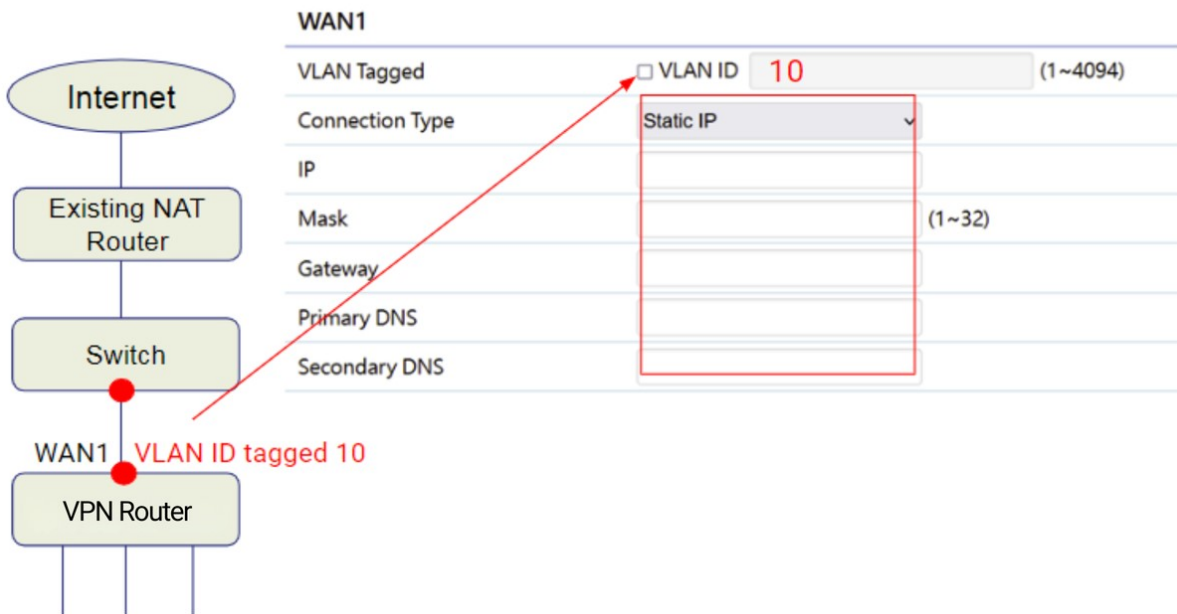 WAN1
VLAN Tagged
VLAN ID 10 (1~4094)
Connection Type
Static IP
IP
Mask
(1~32)
Gateway
Primary DNS
Secondary DNS
Internet
Existing NAT
Router
Switch
WAN1
VLAN ID tagged 10
VPN Router